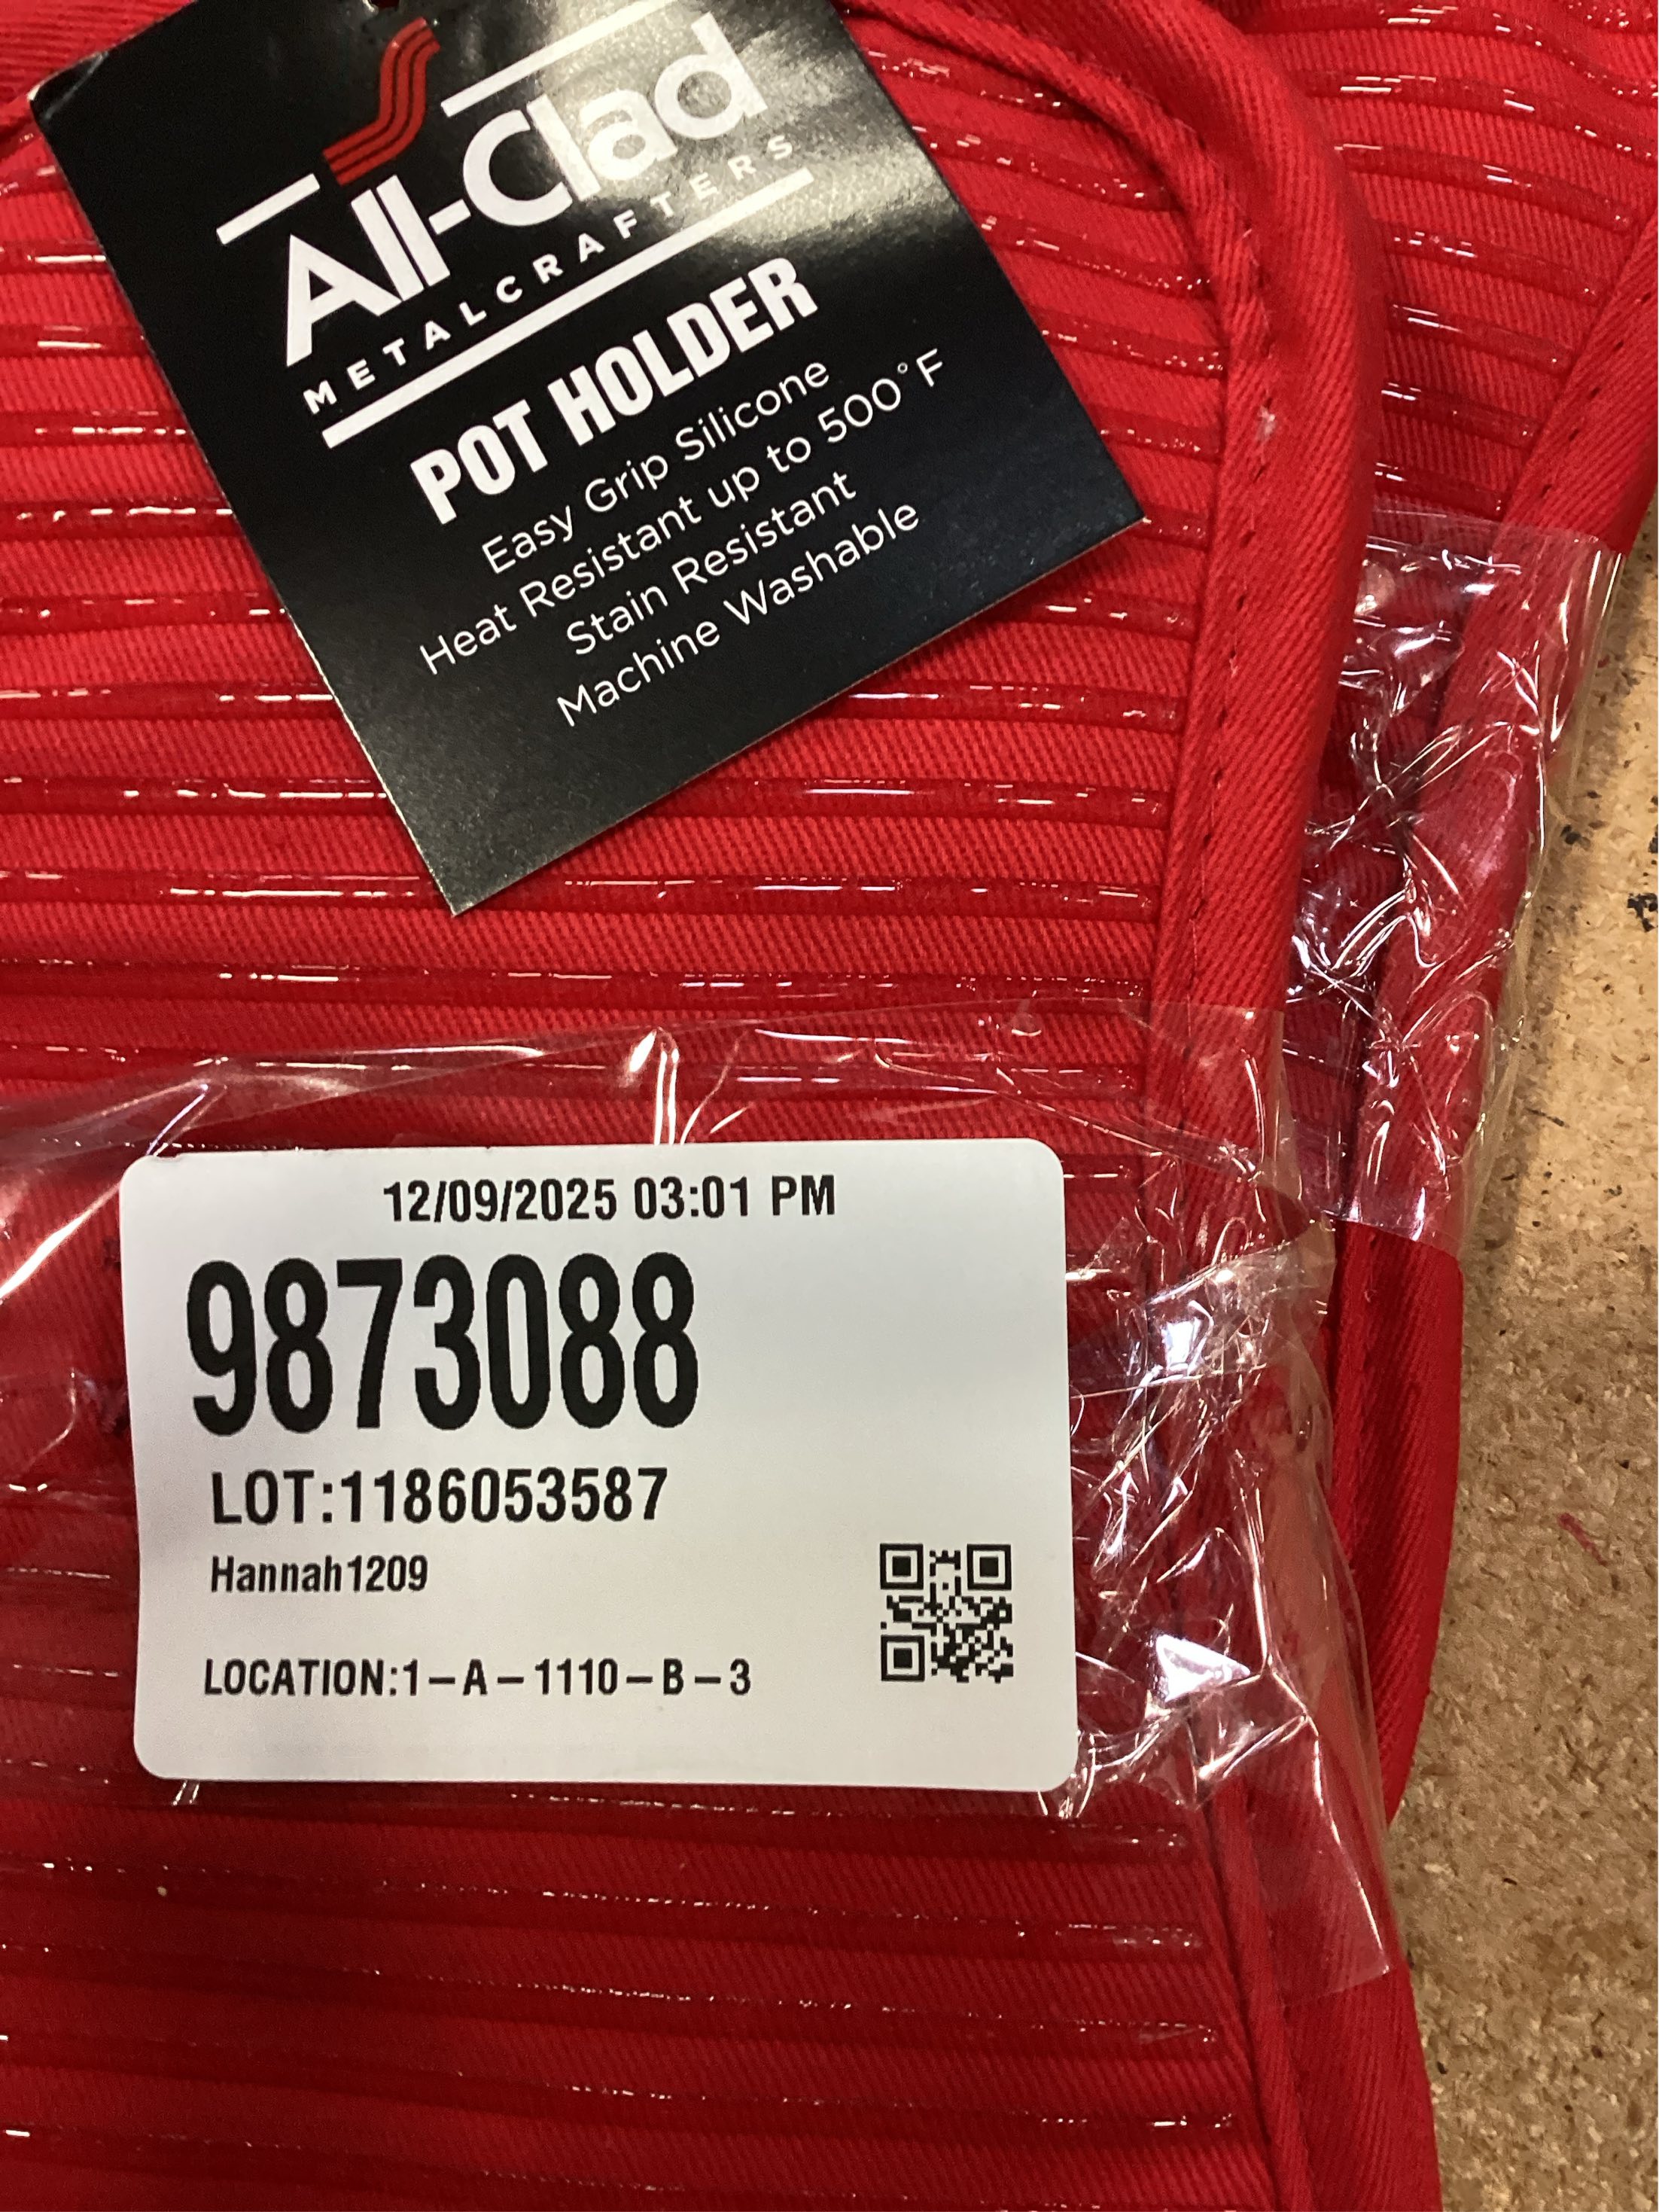 All-Clad
METALCRAFTERS
POT HOLDER
Easy Grip Silicone
Heat Resistant up to 500°F
Stain Resistant
Machine Washable
12/09/2025 03:01 PM
9873088
LOT:1186053587
Hannah1209
LOCATION:1-A-1110-B-3